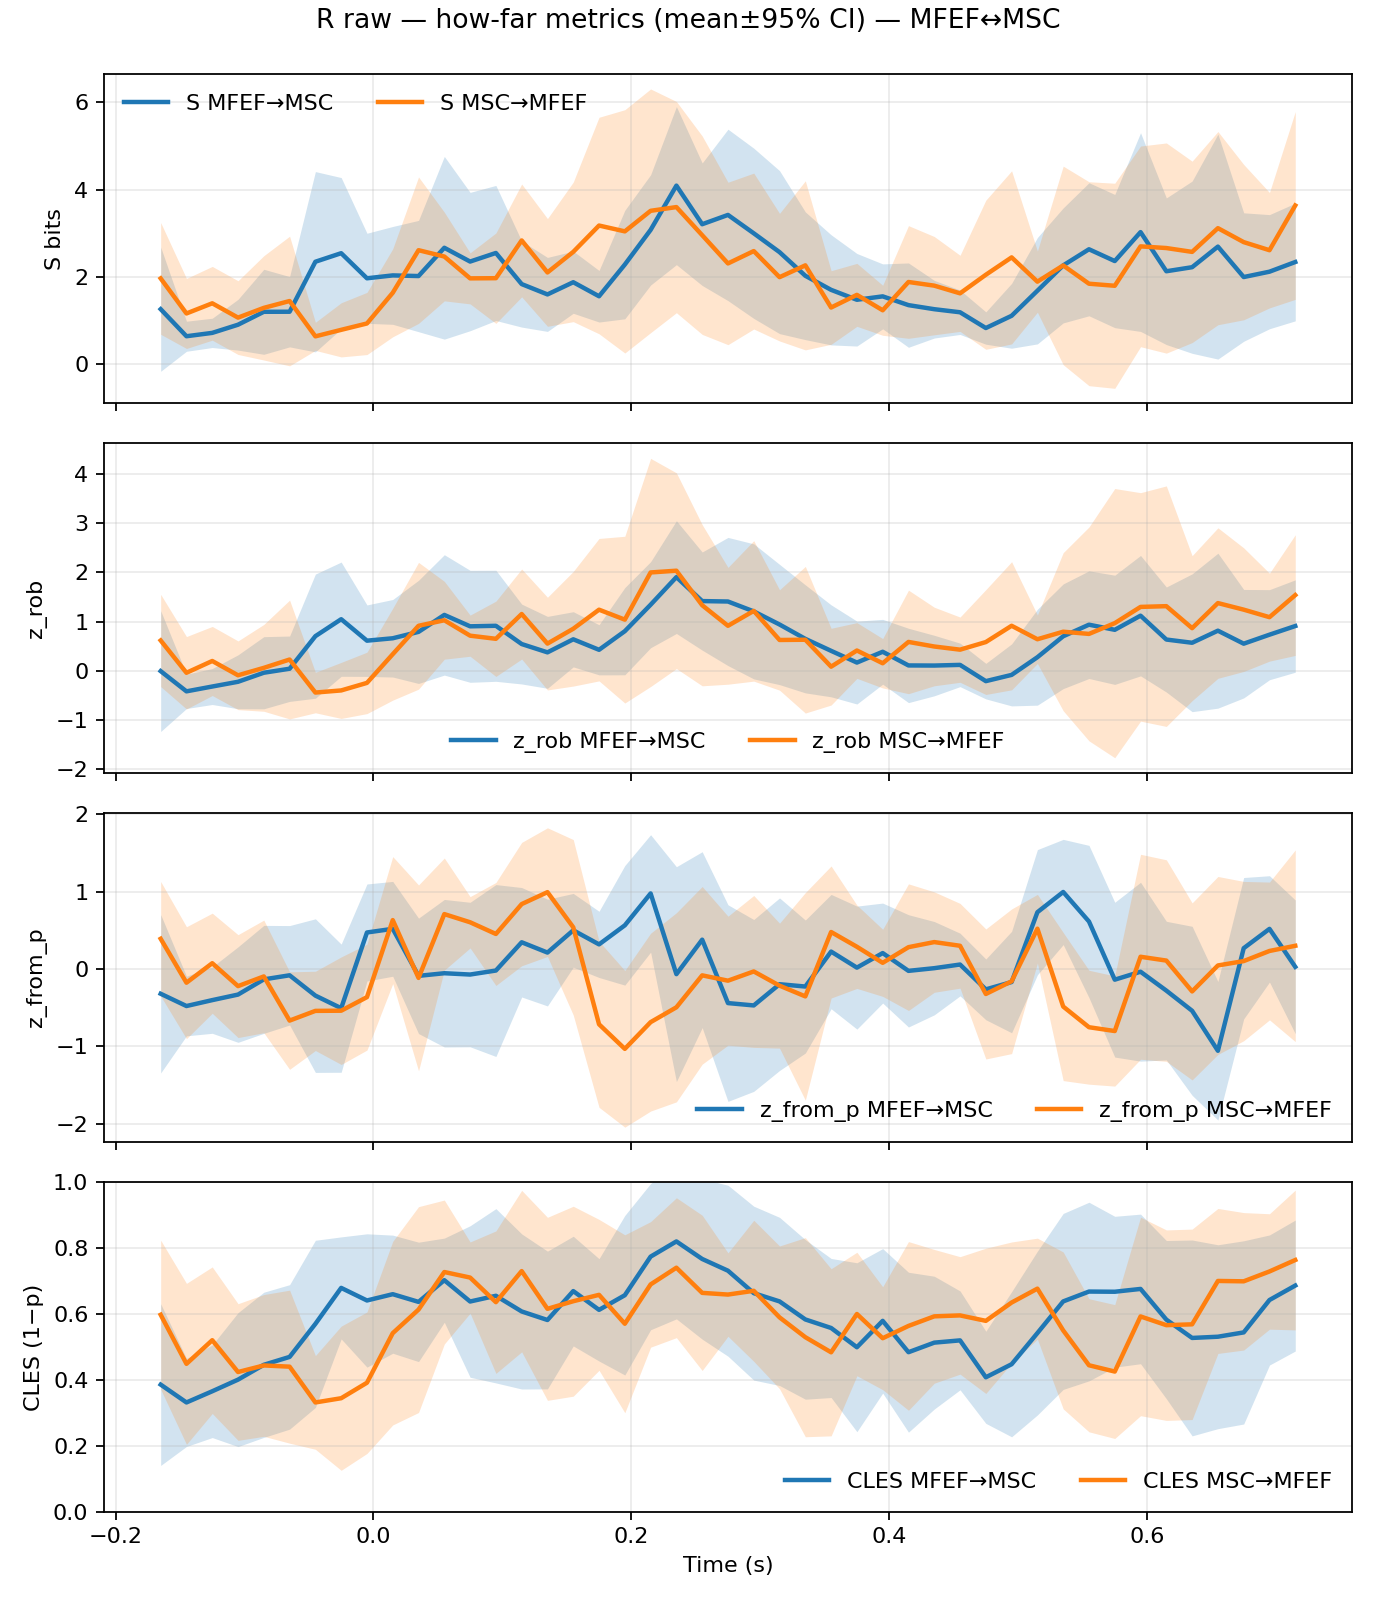 R raw — how-far metrics (mean±95% CI) — MFEF↔MSC
S bits
6
4
2
0
S MFEF→MSC
S MSC→MFEF
z_rob
4
3
2
1
0
−1
−2
z_rob MFEF→MSC
z_rob MSC→MFEF
z_from_p
2
1
0
−1
−2
z_from_p MFEF→MSC
z_from_p MSC→MFEF
CLES (1−p)
1.0
0.8
0.6
0.4
0.2
0.0
CLES MFEF→MSC
CLES MSC→MFEF
−0.2
0.0
0.2
0.4
0.6
Time (s)